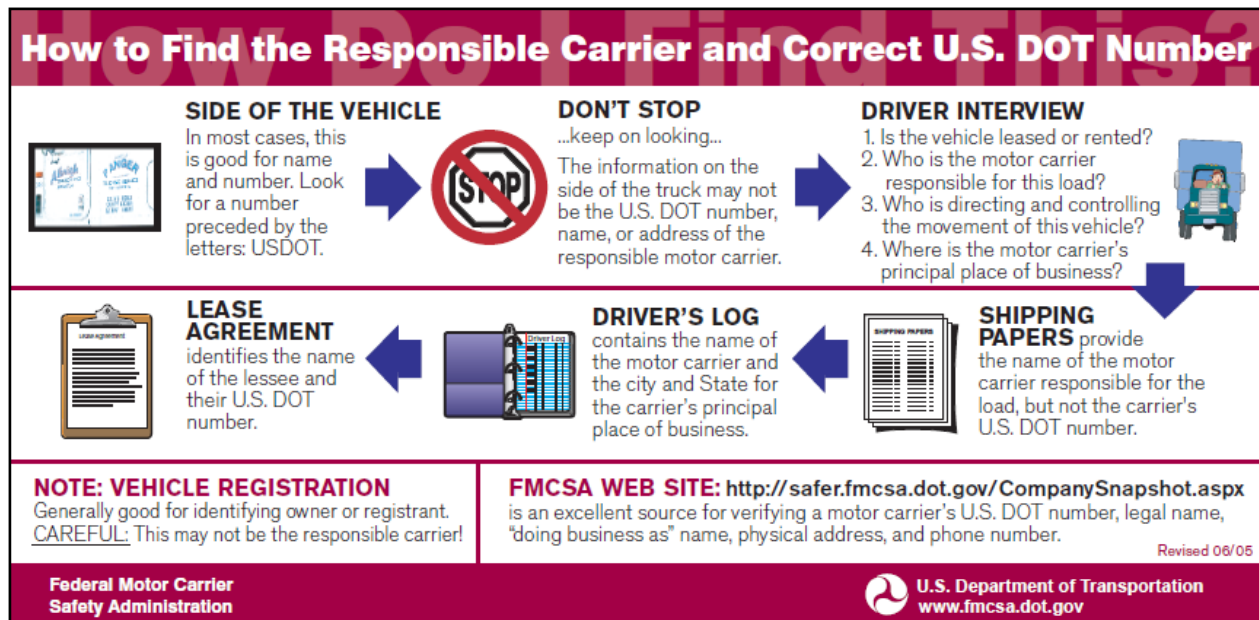 How to Find the Responsible Carrier and Correct U.S. DOT Number
How Do I Find This?
SIDE OF THE VEHICLE
In most cases, this
is good for name
and number. Look
for a number
preceded by the
letters: USDOT.
STOP
DON'T STOP
...keep on looking...
The information on the
side of the truck may not
be the U.S. DOT number,
name, or address of the
responsible motor carrier.
DRIVER INTERVIEW
1. Is the vehicle leased or rented?
2. Who is the motor carrier
responsible for this load?
3. Who is directing and controlling
the movement of this vehicle?
4. Where is the motor carrier's
principal place of business?
Lease Agreement
LEASE
AGREEMENT
identifies the name
of the lessee and
their U.S. DOT
number.
Driver Log
DRIVER'S LOG
contains the name of
the motor carrier and
the city and State for
the carrier's principal
place of business.
SHIPPING PAPERS
SHIPPING
PAPERS provide
the name of the motor
carrier responsible for the
load, but not the carrier's
U.S. DOT number.
NOTE: VEHICLE REGISTRATION
Generally good for identifying owner or registrant.
CAREFUL: This may not be the responsible carrier!
FMCSA WEB SITE: http://safer.fmcsa.dot.gov/CompanySnapshot.aspx
is an excellent source for verifying a motor carrier's U.S. DOT number, legal name,
"doing business as" name, physical address, and phone number.
Revised 06/05
Federal Motor Carrier
Safety Administration
U.S. Department of Transportation
www.fmcsa.dot.gov